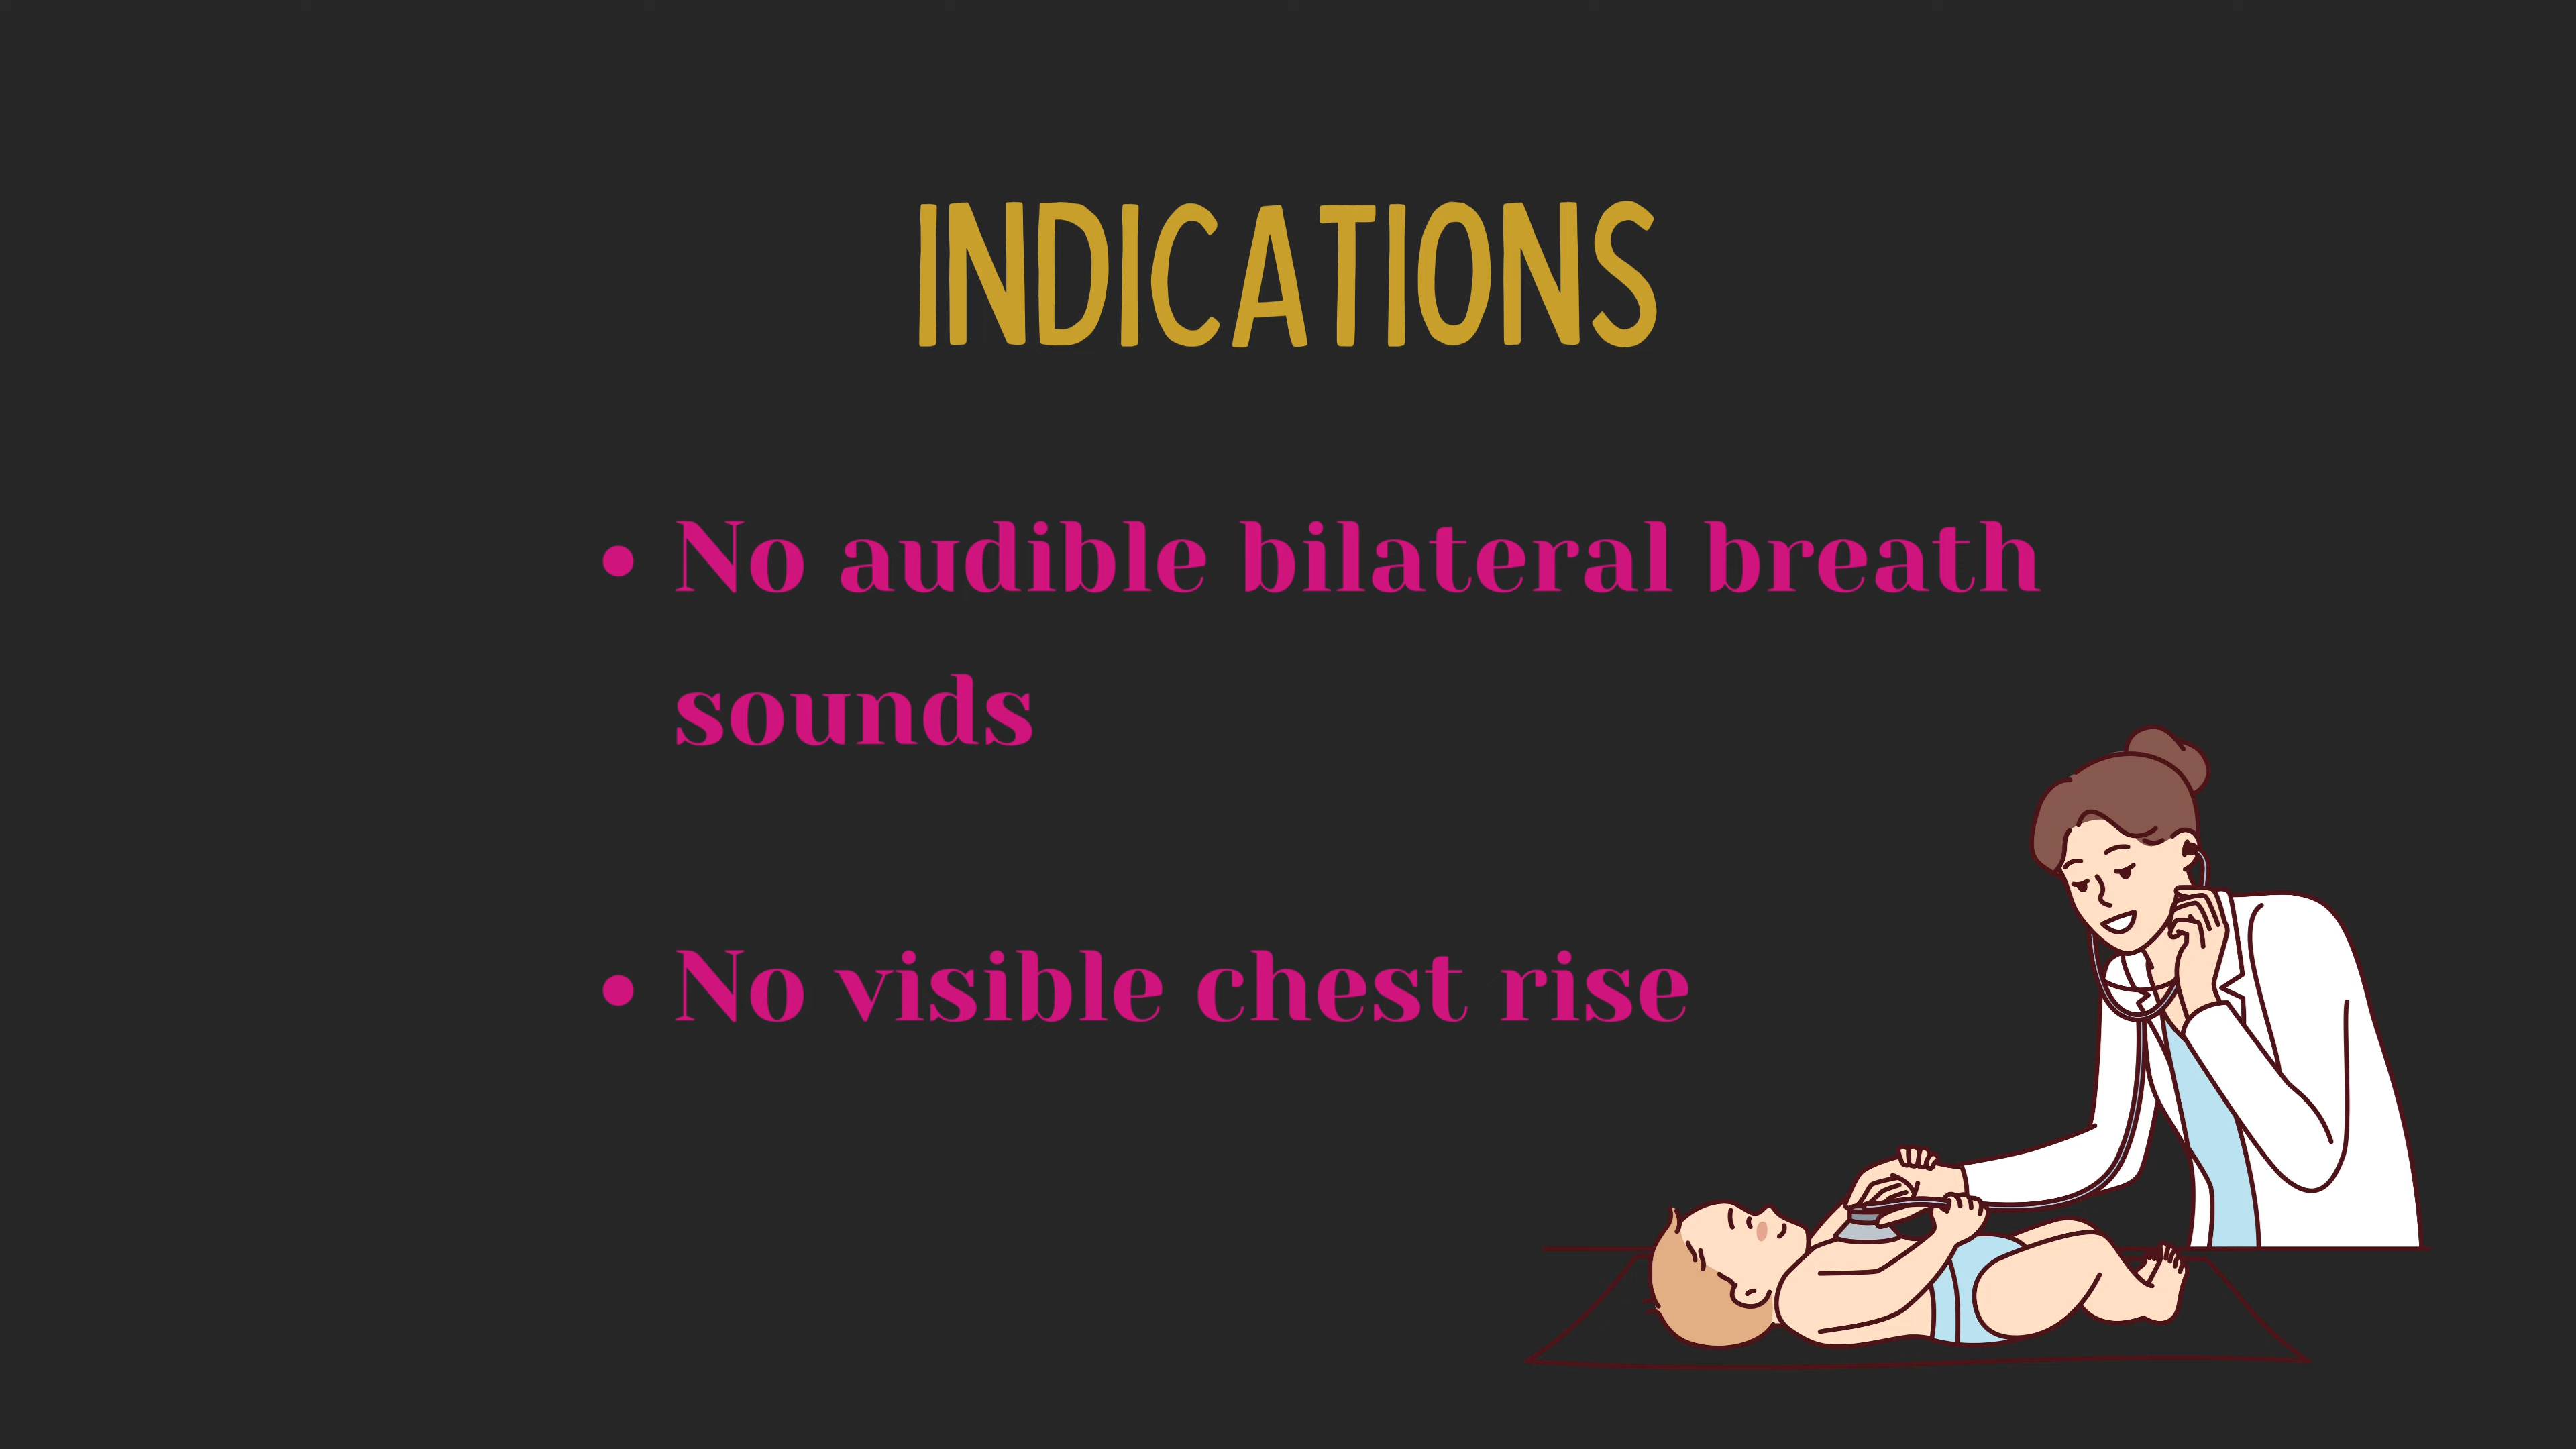 INDICATIONS
• No audible bilateral breath
sounds
• No visible chest rise